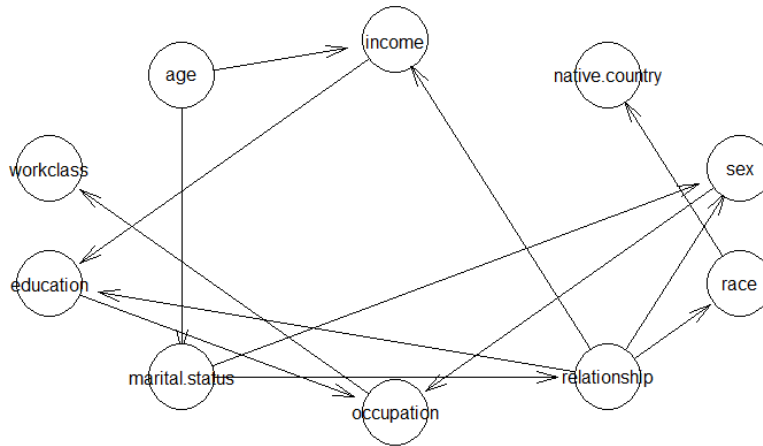 income
age
native.country
workclass
sex
education
race
marital.status
relationship
occupation